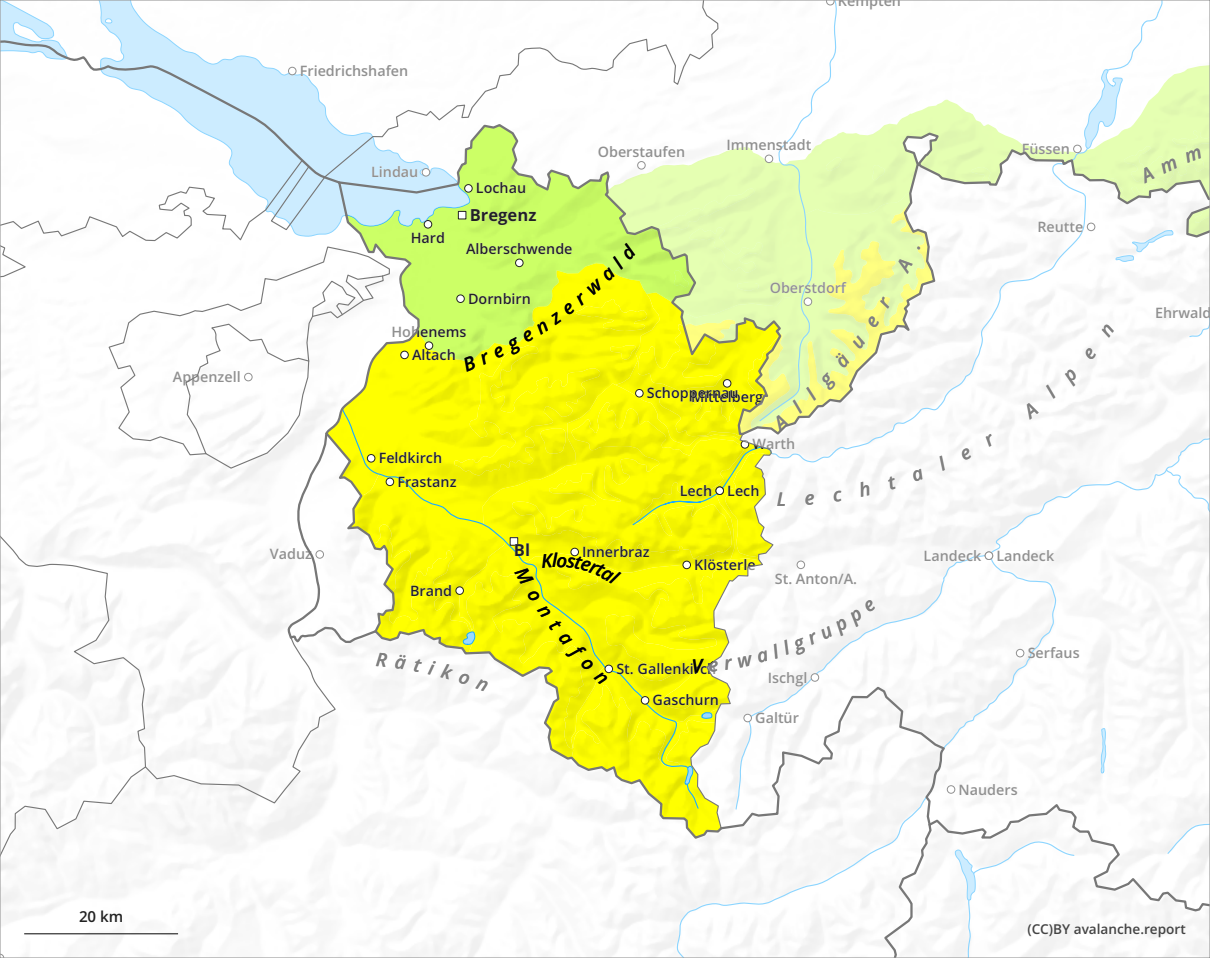 Kempten
Friedrichshafen
Immenstadt
Füssen
Oberstaufen
Amm
Lindau
Lochau
Bregenz
Reutte
Hard
Alberschwende
Oberstdorf
Dornbirn
Bregenzerwald
Allgäuer A.
Ehrwald
Hohenems
Altach
Appenzell
Schoppernau
Mittelberg
Lechtaler Alpen
Warth
Feldkirch
Frastanz
Lech
Lech
Vaduz
Bl
Innerbraz
Klostertal
Klösterle
St. Anton/A.
Landeck
Landeck
Brand
Montafon
Verwallgruppe
Rätikon
St. Gallenkirch
Serfaus
Ischgl
Gaschurn
Galtür
Nauders
20 km
(CC)BY avalanche.report